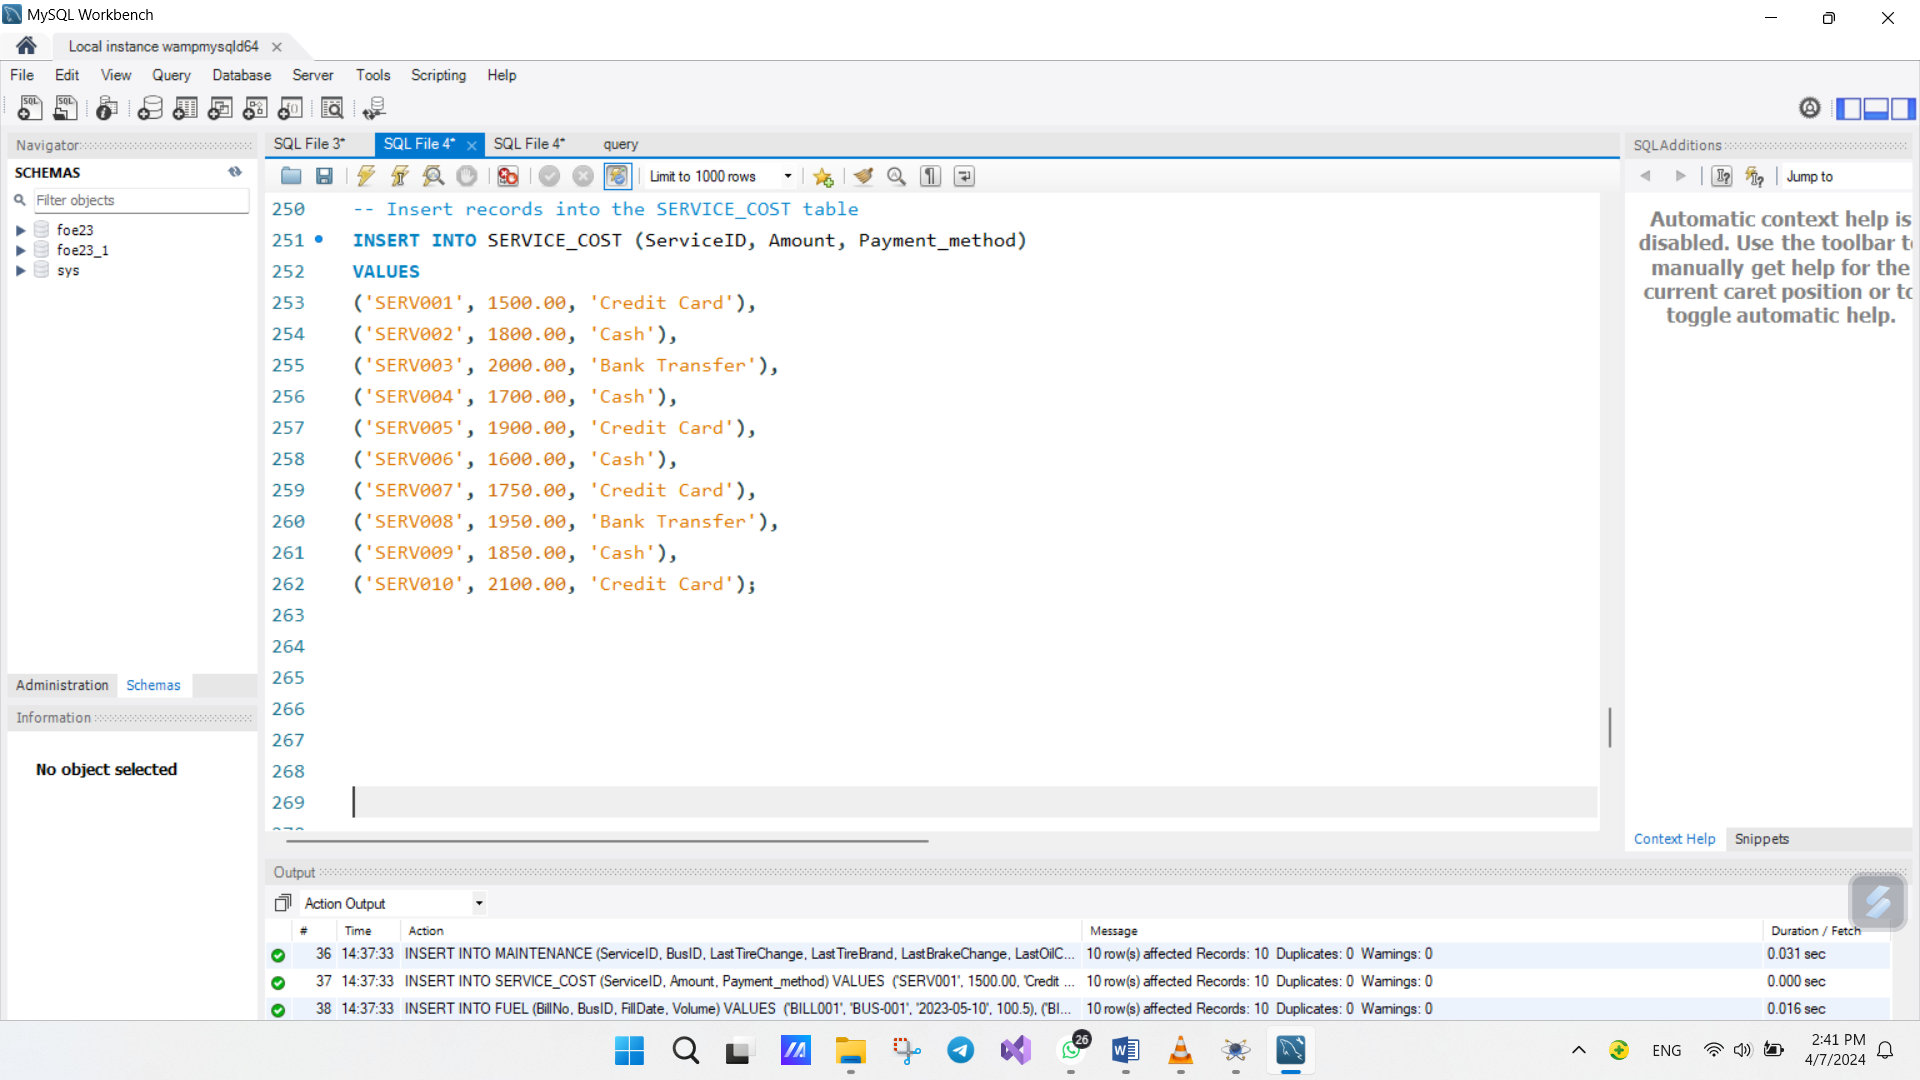 MySQL Workbench
Local instance wampmysqld64
File Edit View Query Database Server Tools Scripting Help
Navigator
SCHEMAS
Filter objects
foe23
foe23_1
sys
Administration Schemas
Information
No object selected
SQL File 3* SQL File 4* SQL File 4* query
Limit to 1000 rows
250 -- Insert records into the SERVICE_COST table
251 INSERT INTO SERVICE_COST (ServiceID, Amount, Payment_method)
252 VALUES
253 ('SERV001', 1500.00, 'Credit Card'),
254 ('SERV002', 1800.00, 'Cash'),
255 ('SERV003', 2000.00, 'Bank Transfer'),
256 ('SERV004', 1700.00, 'Cash'),
257 ('SERV005', 1900.00, 'Credit Card'),
258 ('SERV006', 1600.00, 'Cash'),
259 ('SERV007', 1750.00, 'Credit Card'),
260 ('SERV008', 1950.00, 'Bank Transfer'),
261 ('SERV009', 1850.00, 'Cash'),
262 ('SERV010', 2100.00, 'Credit Card');
263
264
265
266
267
268
269
SQLAdditions
Jump to
Automatic context help is
disabled. Use the toolbar to
manually get help for the
current caret position or to
toggle automatic help.
Context Help Snippets
Output
Action Output
# Time Action Message Duration / Fetch
36 14:37:33 INSERT INTO MAINTENANCE (ServiceID, BusID, LastTireChange, LastTireBrand, LastBrakeChange, LastOilC... 10 row(s) affected Records: 10 Duplicates: 0 Warnings: 0 0.031 sec
37 14:37:33 INSERT INTO SERVICE_COST (ServiceID, Amount, Payment_method) VALUES ('SERV001', 1500.00, 'Credit ... 10 row(s) affected Records: 10 Duplicates: 0 Warnings: 0 0.000 sec
38 14:37:33 INSERT INTO FUEL (BillNo, BusID, FillDate, Volume) VALUES ('BILL001', 'BUS-001', '2023-05-10', 100.5), ('BI... 10 row(s) affected Records: 10 Duplicates: 0 Warnings: 0 0.016 sec
26
ENG
2:41 PM
4/7/2024